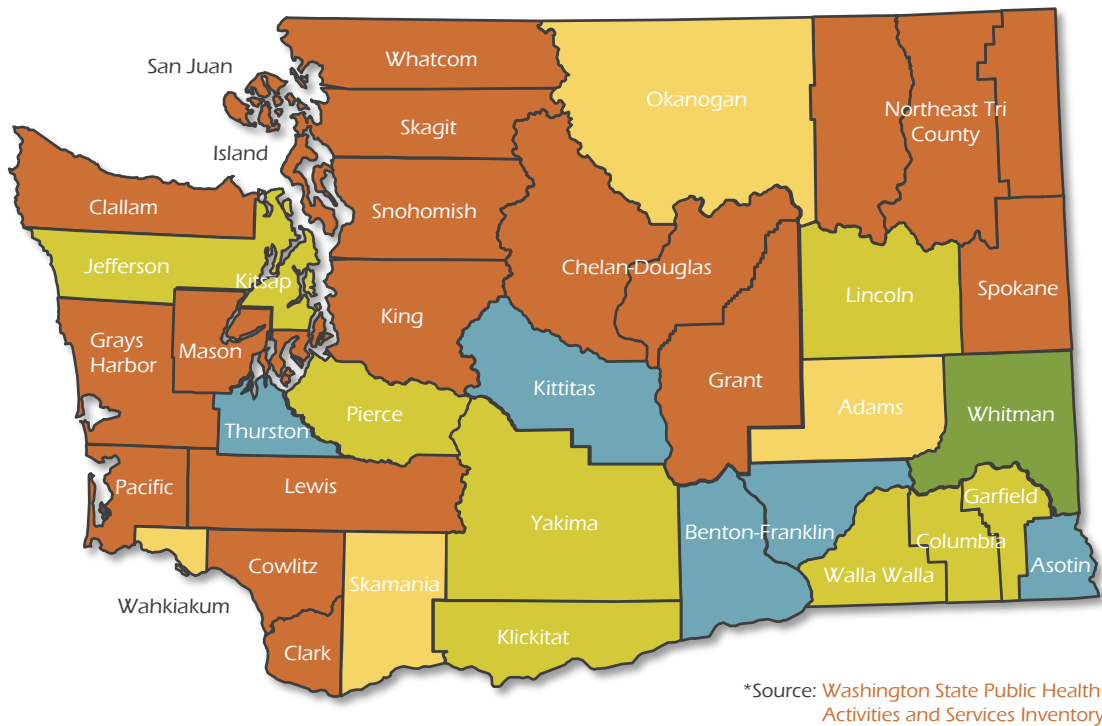 Whatcom
San Juan
Okanogan
Northeast Tri
County
Skagit
Island
Clallam
Snohomish
Jefferson
Kitsap
Chelan-Douglas
Lincoln
Spokane
King
Grays
Harbor
Mason
Kittitas
Grant
Adams
Whitman
Pierce
Thurston
Pacific
Lewis
Yakima
Garfield
Benton-Franklin
Columbia
Cowlitz
Skamania
Walla Walla
Asotin
Wahkiakum
Klickitat
Clark
*Source: Washington State Public Health
Activities and Services Inventory